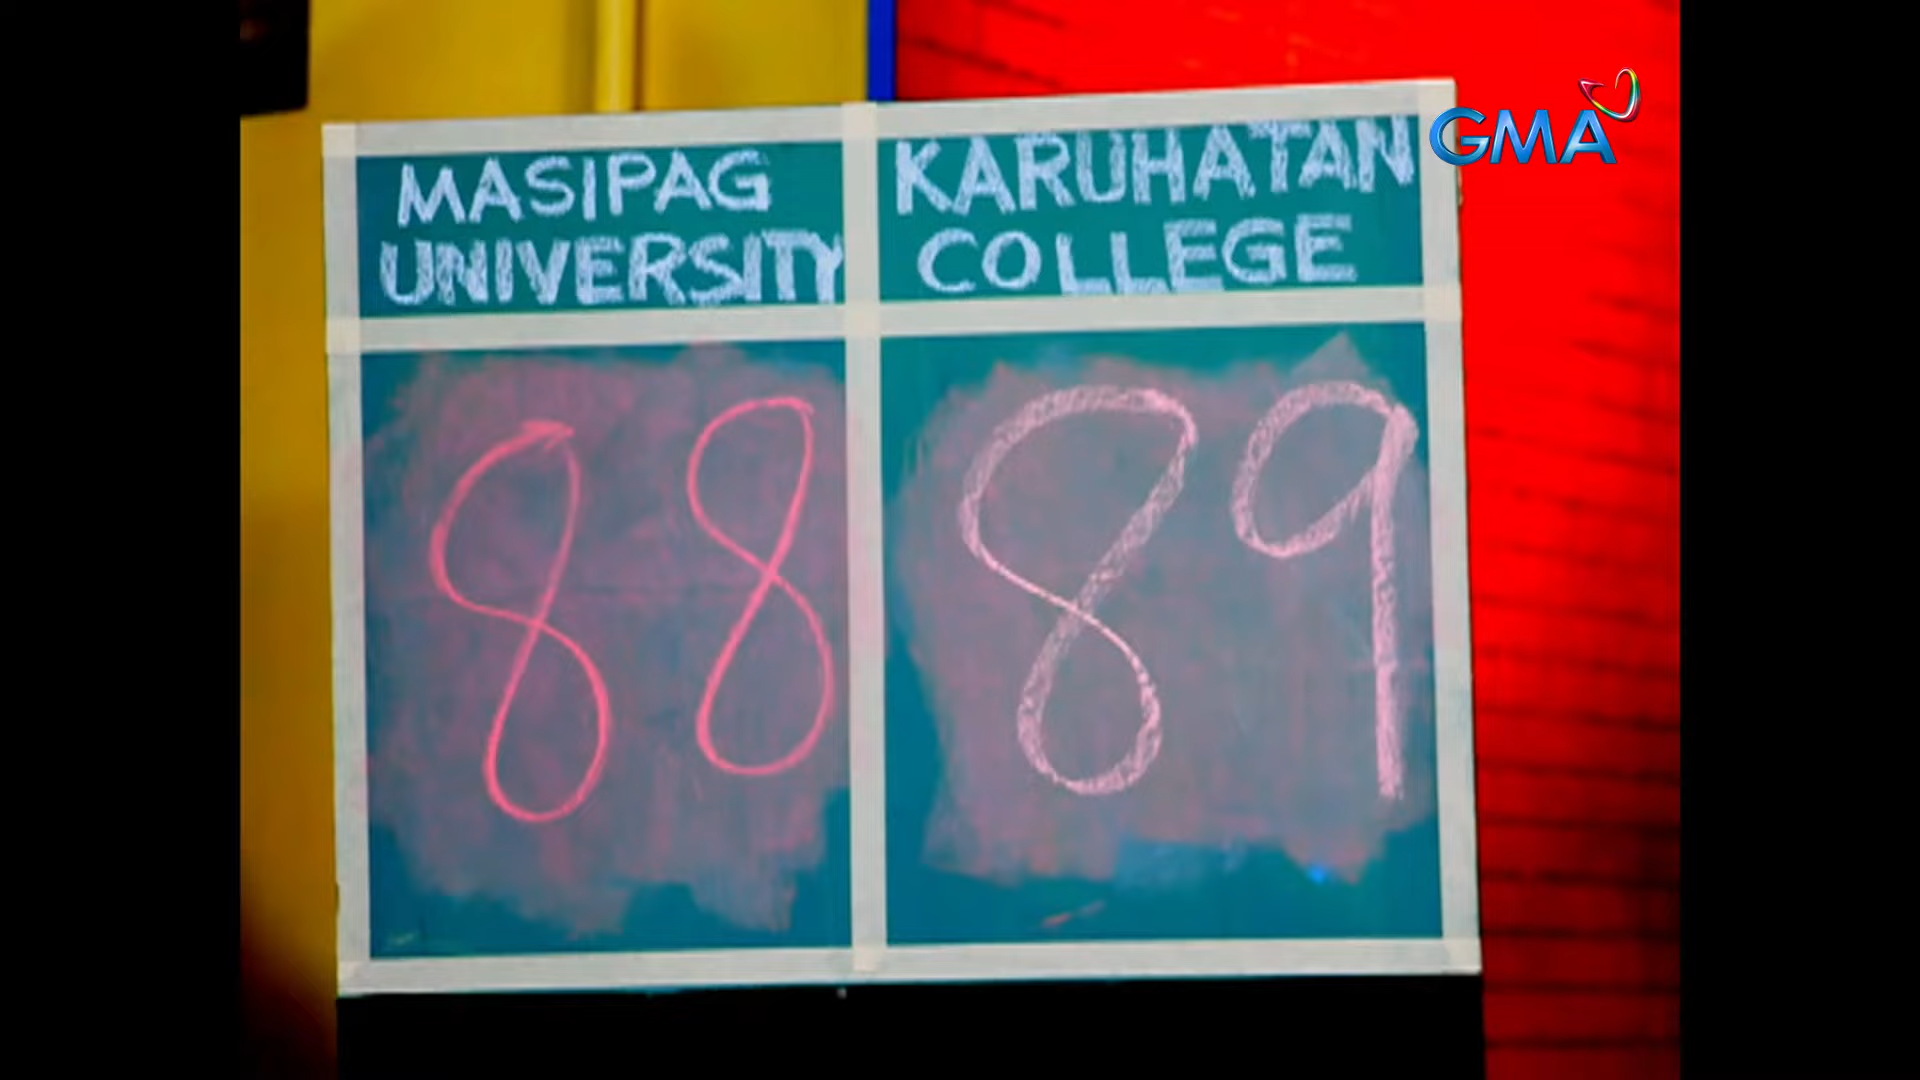 MASIPAG
UNIVERSITY
KARUHATAN
COLLEGE
88
89
GMA